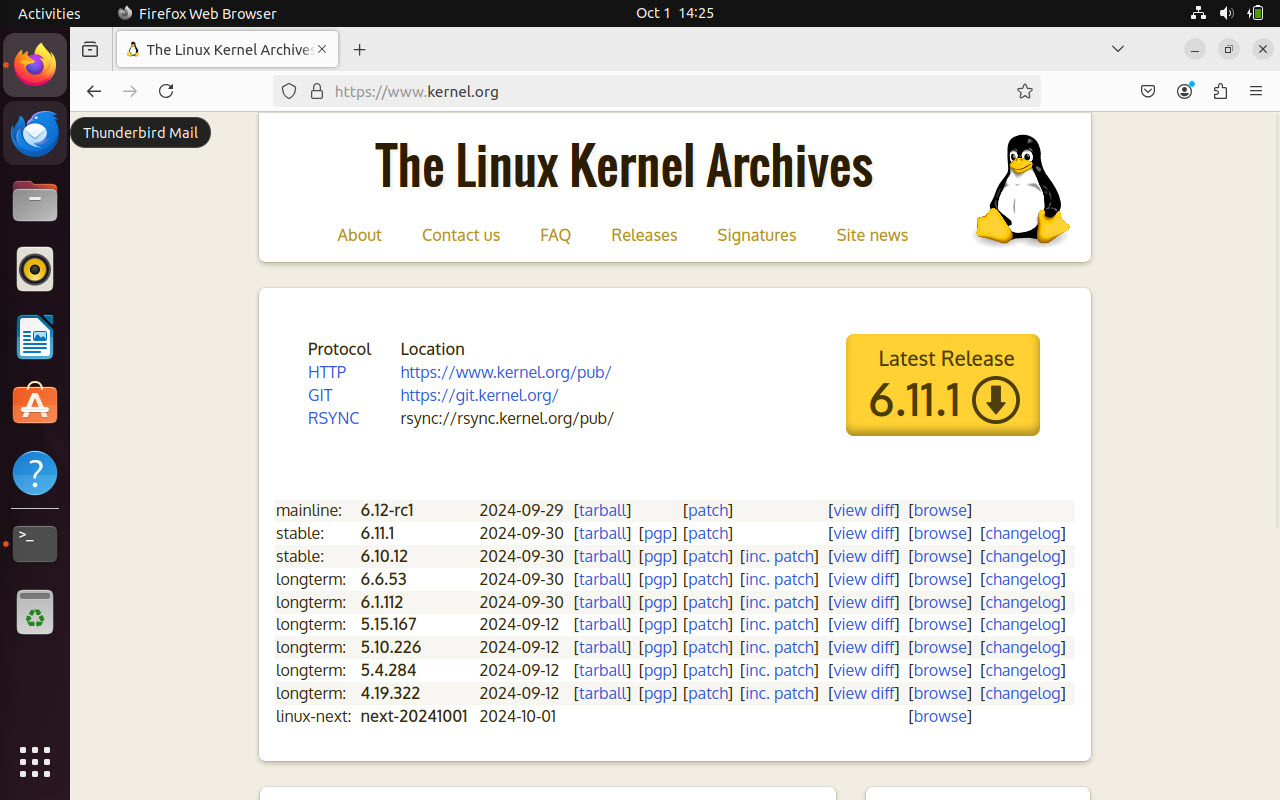 Activities
Firefox Web Browser
Oct 1 14:25
The Linux Kernel Archives
https://www.kernel.org
Thunderbird Mail
The Linux Kernel Archives
About Contact us FAQ Releases Signatures Site news
Protocol Location
HTTP https://www.kernel.org/pub/
GIT https://git.kernel.org/
RSYNC rsync://rsync.kernel.org/pub/
Latest Release
6.11.1
mainline: 6.12-rc1 2024-09-29 [tarball] [patch] [view diff] [browse]
stable: 6.11.1 2024-09-30 [tarball] [pgp] [patch] [view diff] [browse] [changelog]
stable: 6.10.12 2024-09-30 [tarball] [pgp] [patch] [inc. patch] [view diff] [browse] [changelog]
longterm: 6.6.53 2024-09-30 [tarball] [pgp] [patch] [inc. patch] [view diff] [browse] [changelog]
longterm: 6.1.112 2024-09-30 [tarball] [pgp] [patch] [inc. patch] [view diff] [browse] [changelog]
longterm: 5.15.167 2024-09-12 [tarball] [pgp] [patch] [inc. patch] [view diff] [browse] [changelog]
longterm: 5.10.226 2024-09-12 [tarball] [pgp] [patch] [inc. patch] [view diff] [browse] [changelog]
longterm: 5.4.284 2024-09-12 [tarball] [pgp] [patch] [inc. patch] [view diff] [browse] [changelog]
longterm: 4.19.322 2024-09-12 [tarball] [pgp] [patch] [inc. patch] [view diff] [browse] [changelog]
linux-next: next-20241001 2024-10-01 [browse]